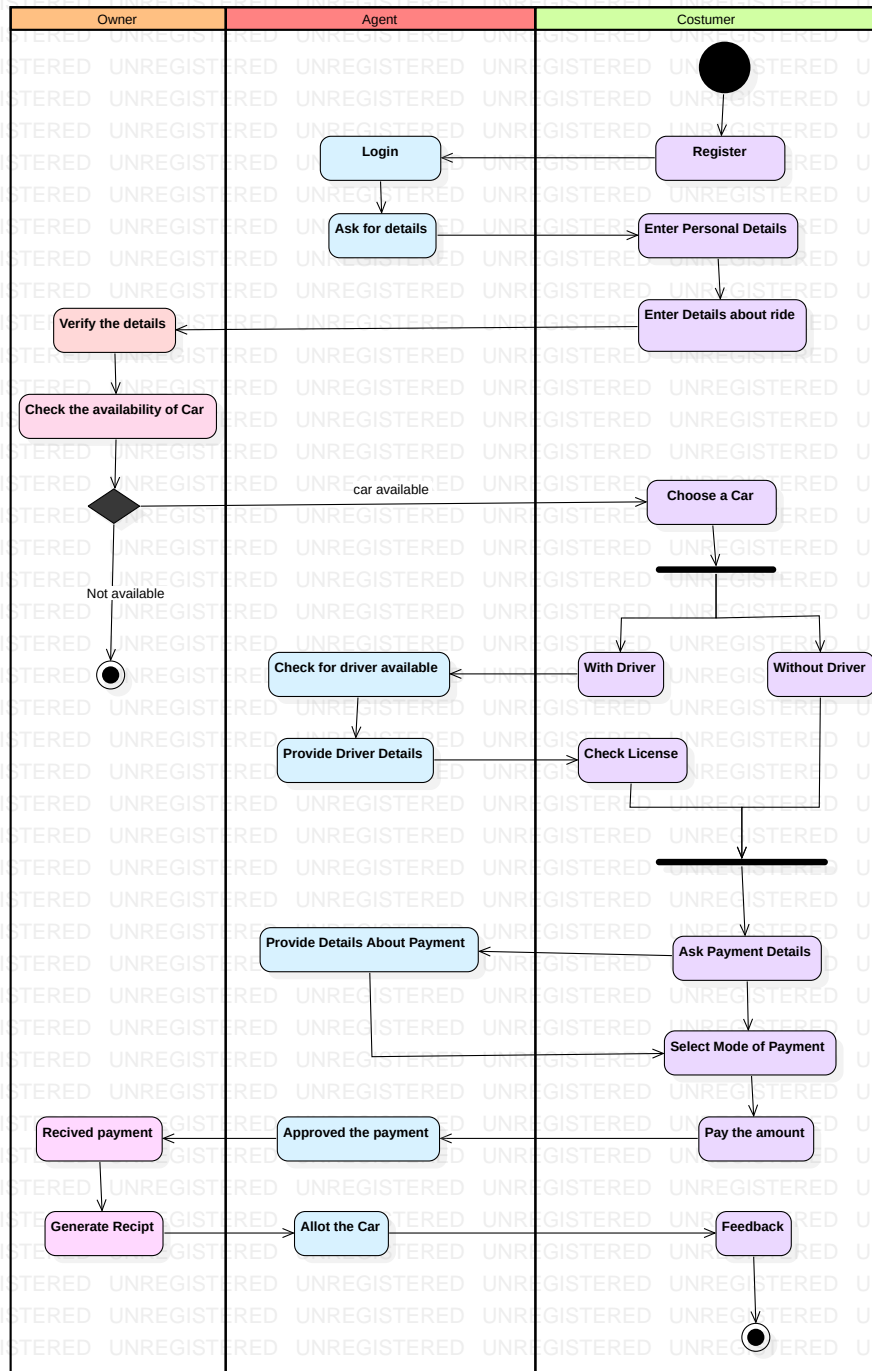 Owner
Agent
Costumer
Login
Register
Ask for details
Enter Personal Details
Verify the details
Enter Details about ride
Check the availability of Car
car available
Choose a Car
Not available
Check for driver available
With Driver
Without Driver
Provide Driver Details
Check License
Provide Details About Payment
Ask Payment Details
Select Mode of Payment
Recived payment
Approved the payment
Pay the amount
Generate Recipt
Allot the Car
Feedback
UNREGISTERED